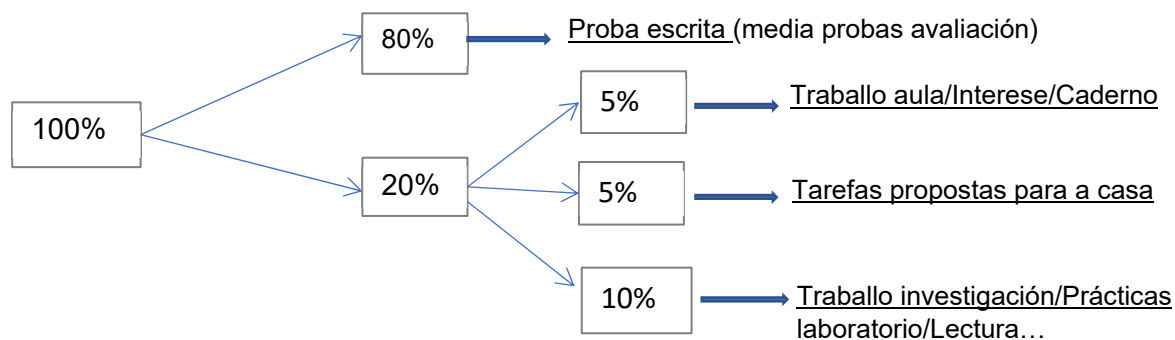 80%
Proba escrita (media probas avaliación)
5%
Traballo aula/Interese/Caderno
100%
20%
5%
Tarefas propostas para a casa
10%
Traballo investigación/Prácticas
laboratorio/Lectura…